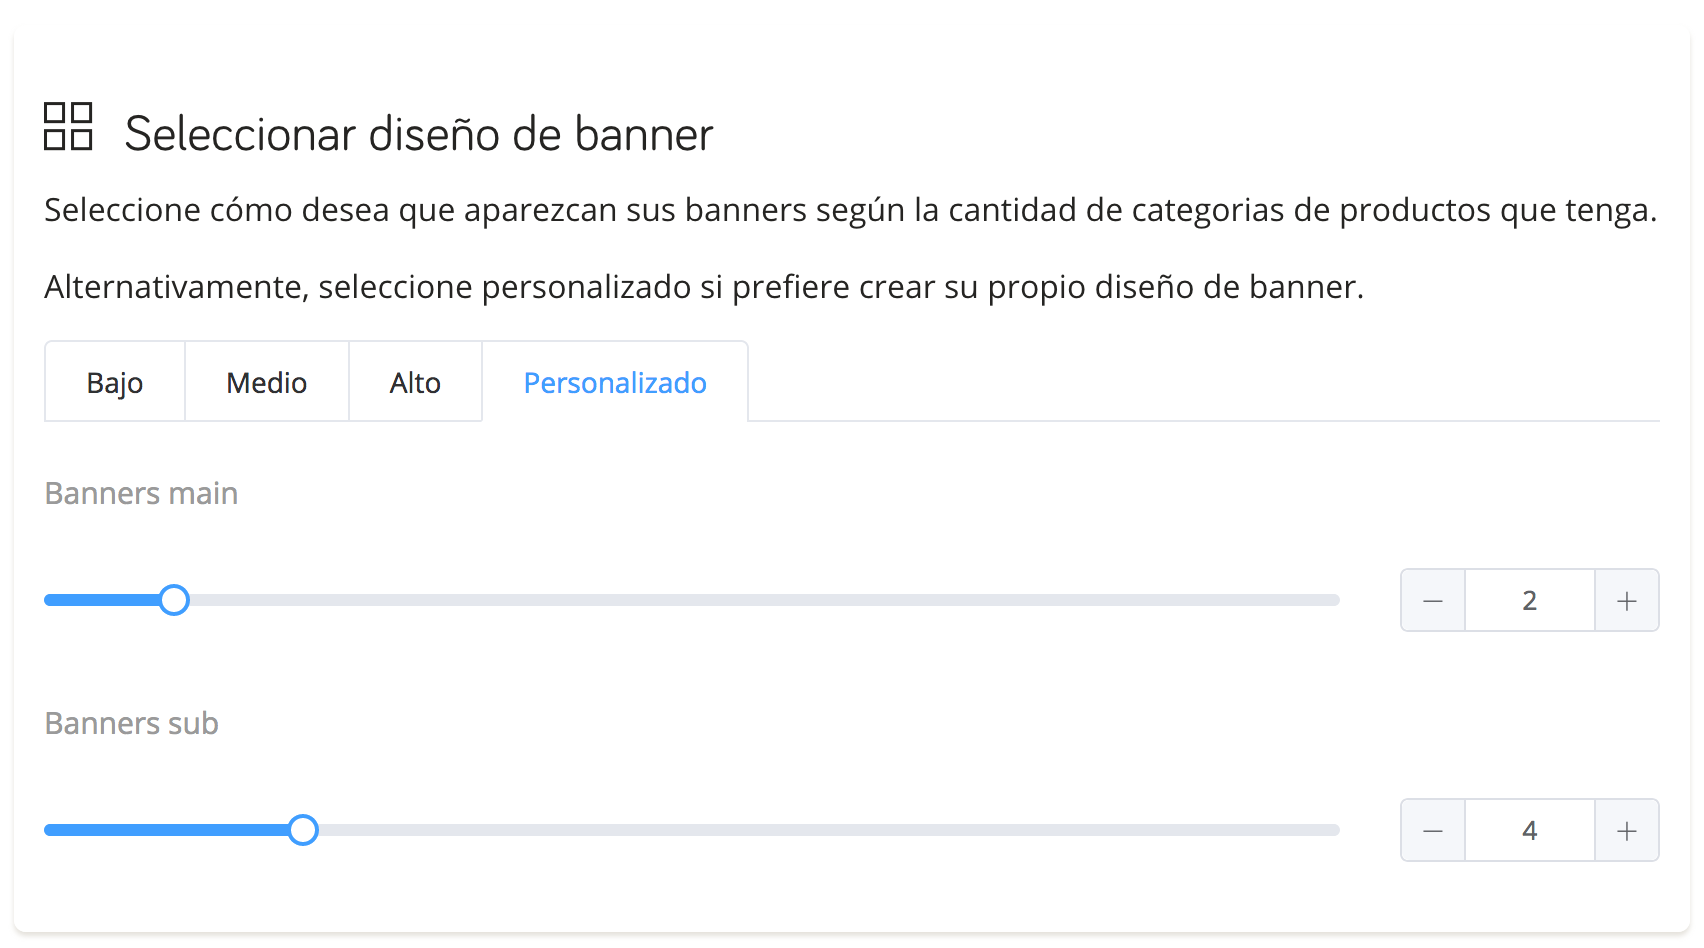 Seleccionar diseño de banner
Seleccione cómo desea que aparezcan sus banners según la cantidad de categorias de productos que tenga.
Alternativamente, seleccione personalizado si prefiere crear su propio diseño de banner.
Bajo Medio Alto Personalizado
Banners main
— 2 +
Banners sub
— 4 +